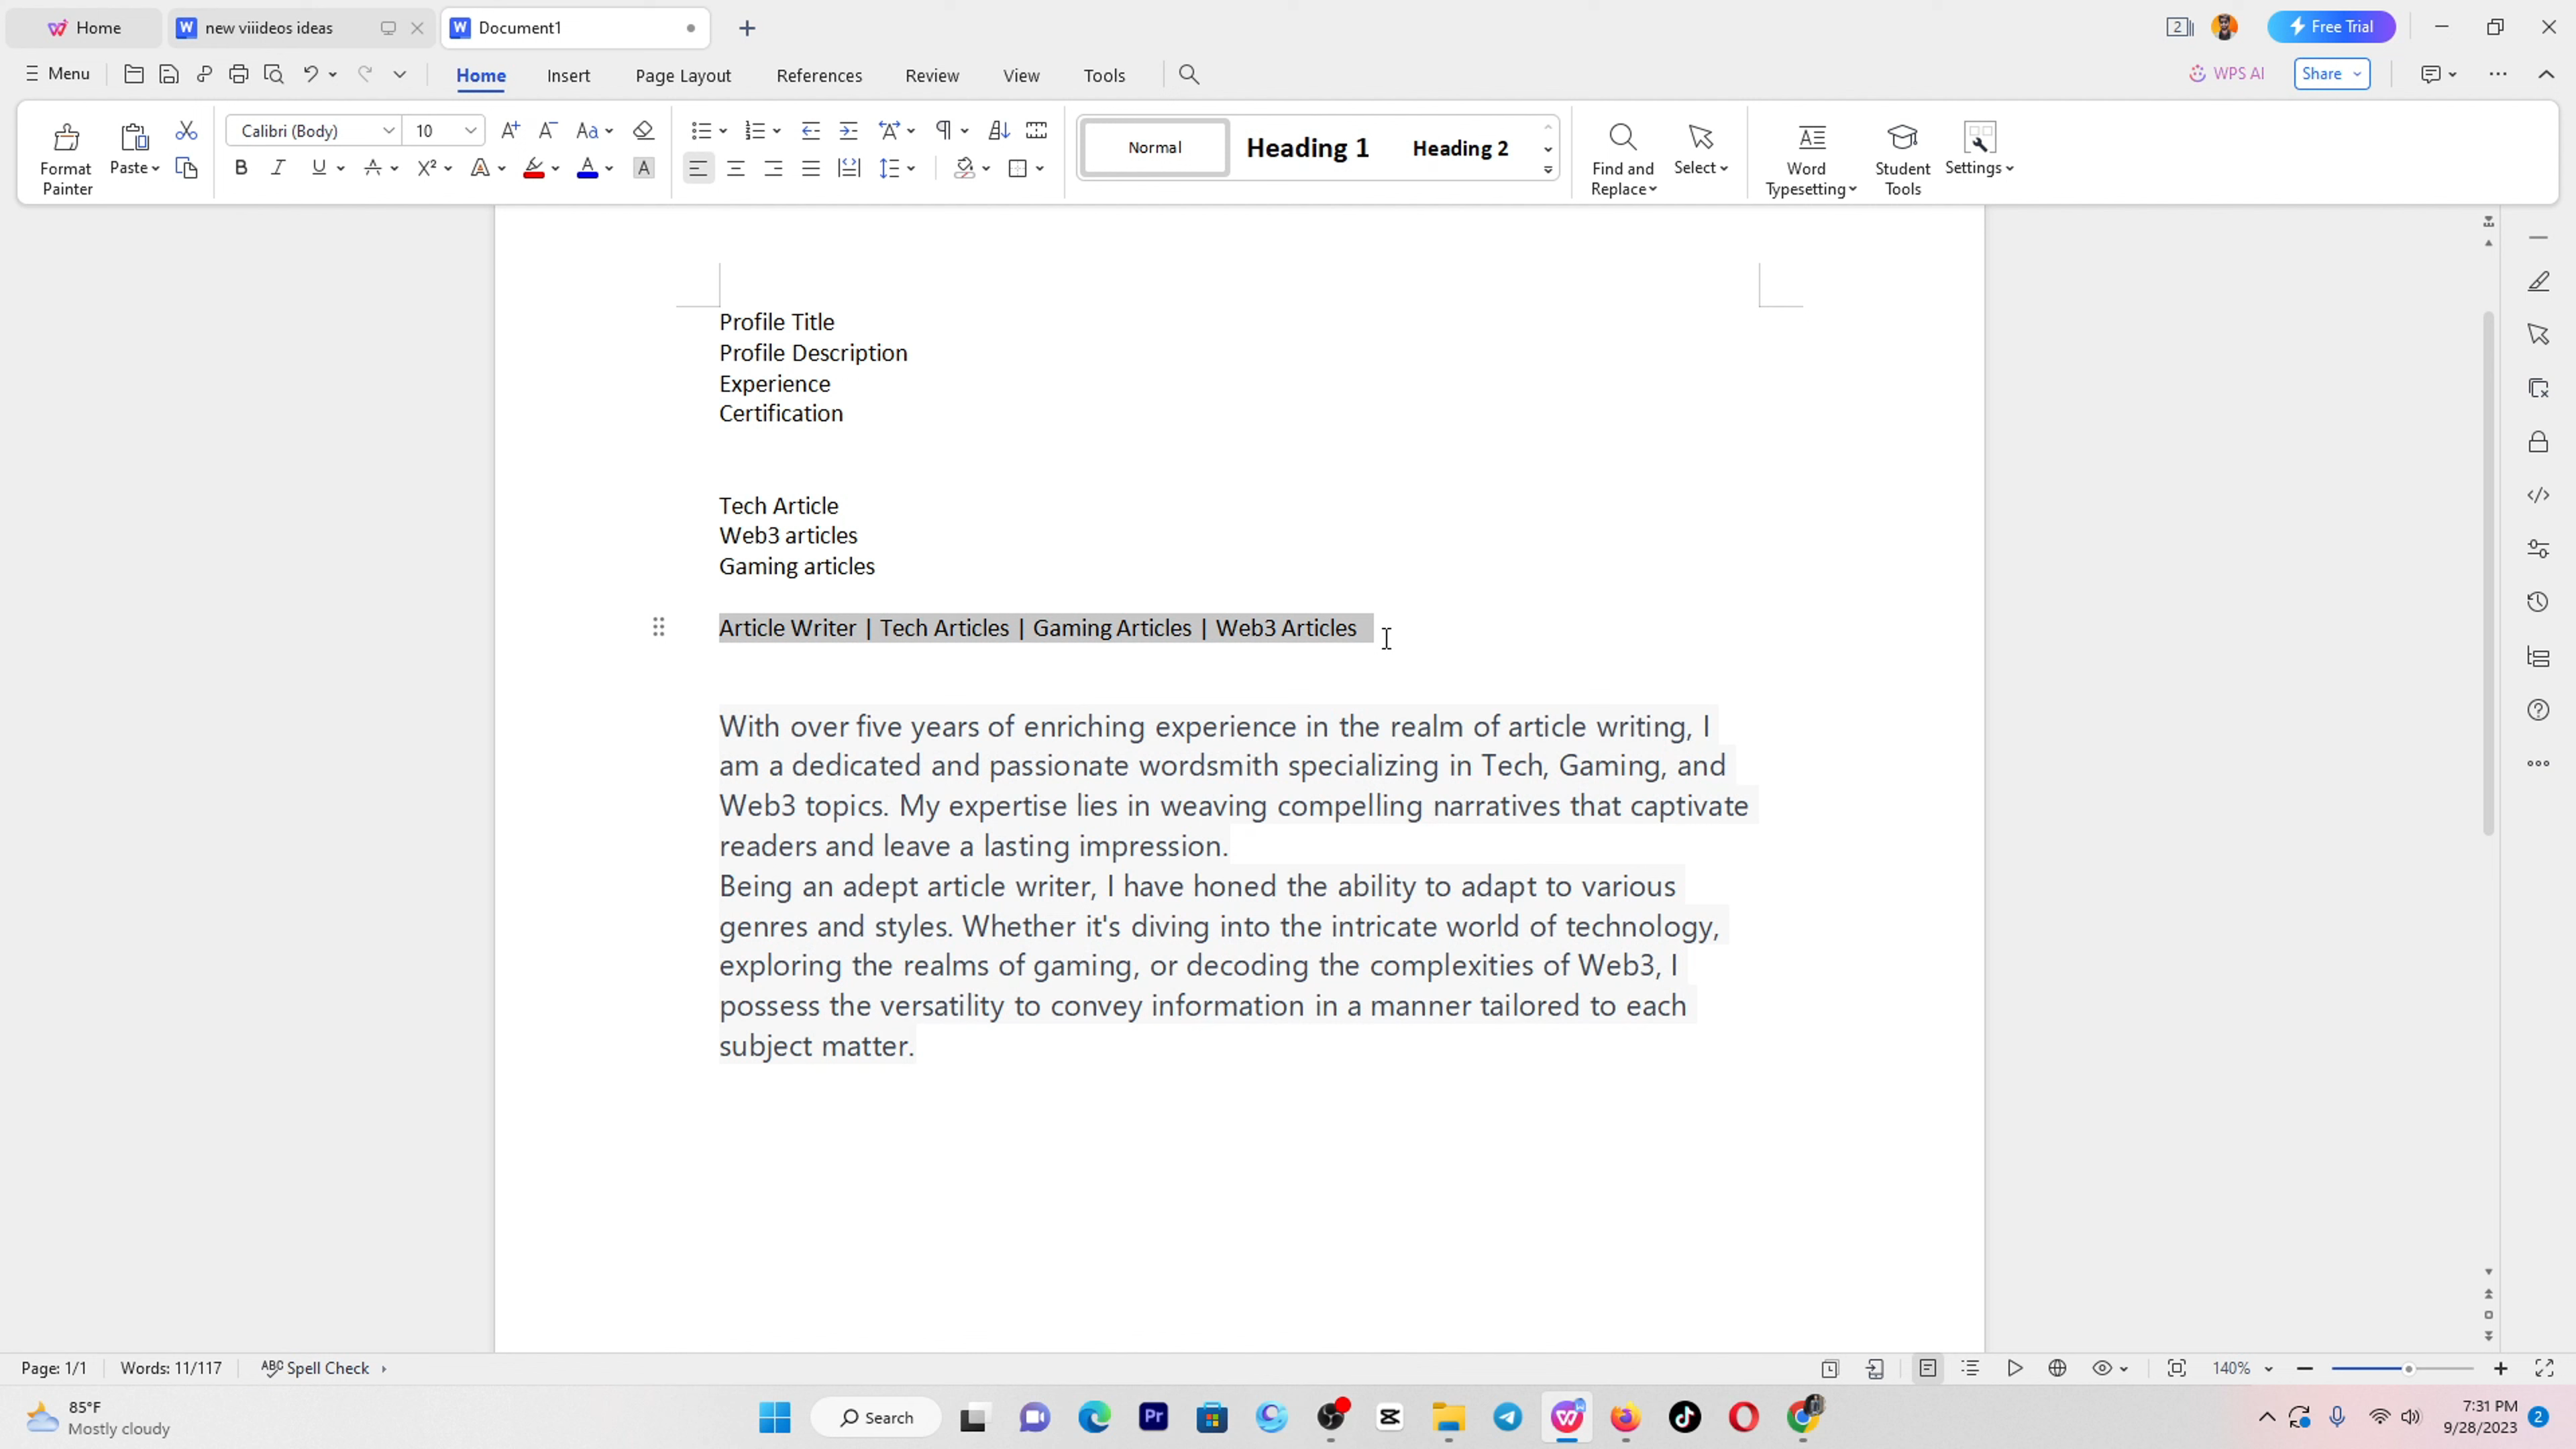 Home
new viiideos ideas
Document1
2
Free Trial
Menu
Home Insert Page Layout References Review View Tools
WPS AI
Share
Format Painter
Paste
Calibri (Body) 10
Normal Heading 1 Heading 2
Find and Replace
Select
Word Typesetting
Student Tools
Settings
Profile Title
Profile Description
Experience
Certification
Tech Article
Web3 articles
Gaming articles
Article Writer | Tech Articles | Gaming Articles | Web3 Articles
With over five years of enriching experience in the realm of article writing, I
am a dedicated and passionate wordsmith specializing in Tech, Gaming, and
Web3 topics. My expertise lies in weaving compelling narratives that captivate
readers and leave a lasting impression.
Being an adept article writer, I have honed the ability to adapt to various
genres and styles. Whether it's diving into the intricate world of technology,
exploring the realms of gaming, or decoding the complexities of Web3, I
possess the versatility to convey information in a manner tailored to each
subject matter.
Page: 1/1 Words: 11/117 Spell Check
140%
85°F
Mostly cloudy
Search
Pr
7:31 PM
9/28/2023
2